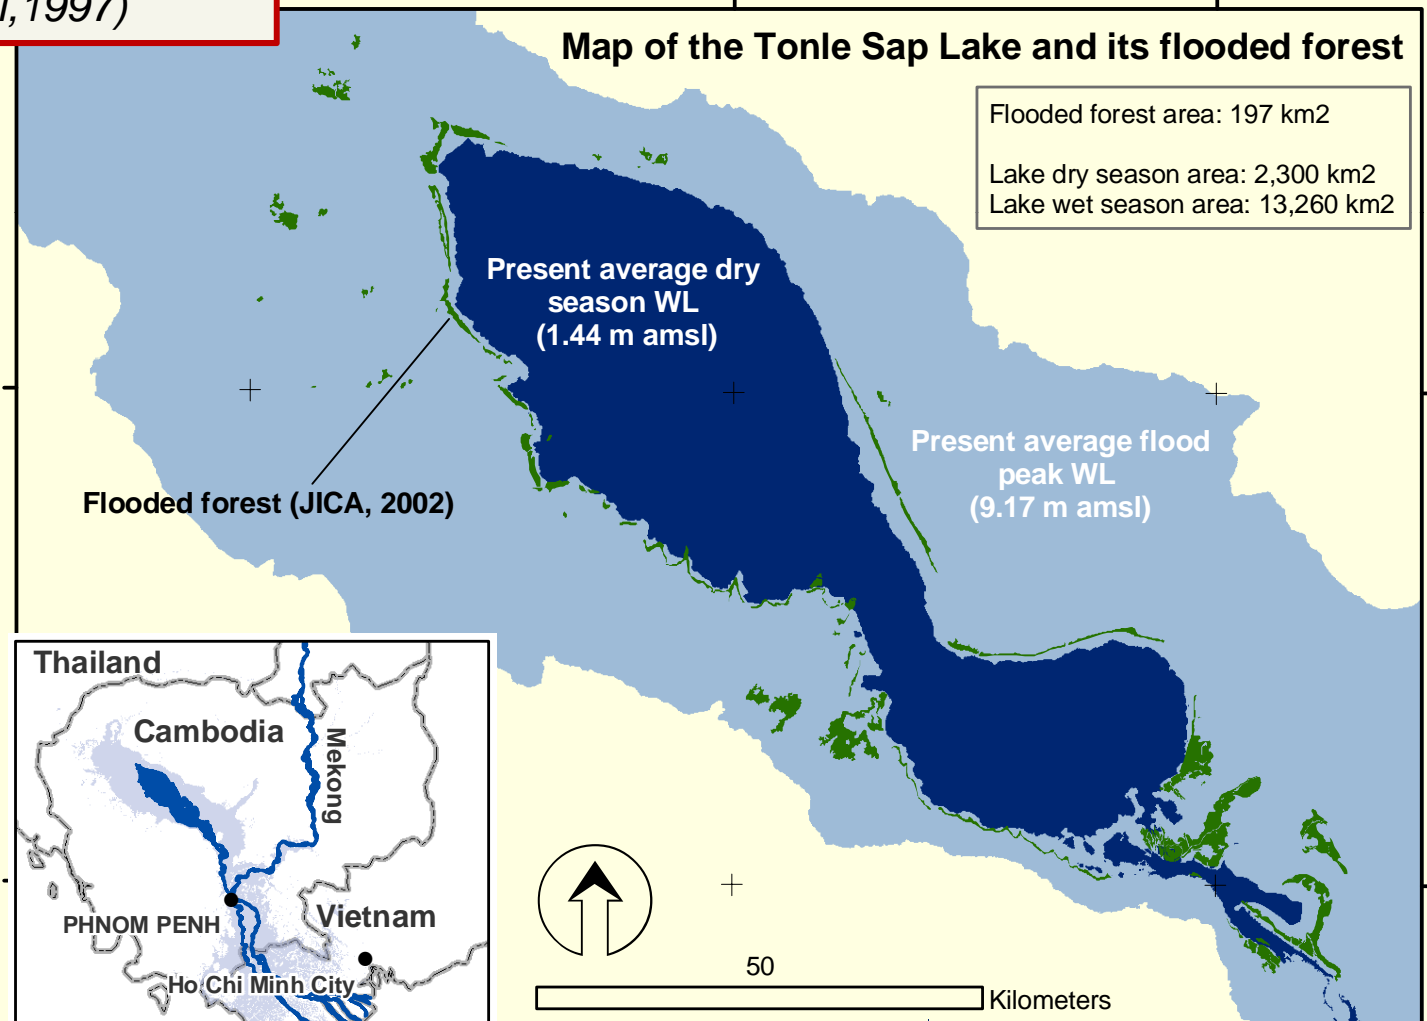 1997)
Map of the Tonle Sap Lake and its flooded forest
Flooded forest area: 197 km2
Lake dry season area: 2,300 km2
Lake wet season area: 13,260 km2
Present average dry
season WL
(1.44 m amsl)
Present average flood
peak WL
(9.17 m amsl)
Flooded forest (JICA, 2002)
Thailand
Cambodia
Mekong
PHNOM PENH
Vietnam
Ho Chi Minh City
50
Kilometers